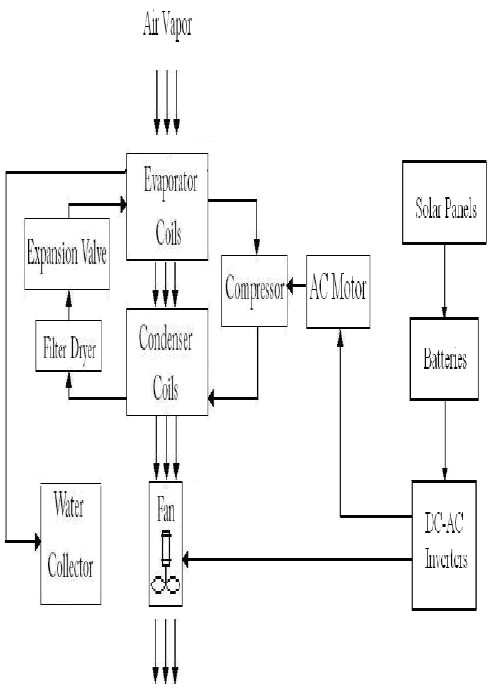 Air Vapor
Evaporator
Coils
Solar Panels
Expansion Valve
Compressor
AC Motor
Condenser
Coils
Filter Dryer
Batteries
Water
Collector
Fan
DC-AC
Inverters